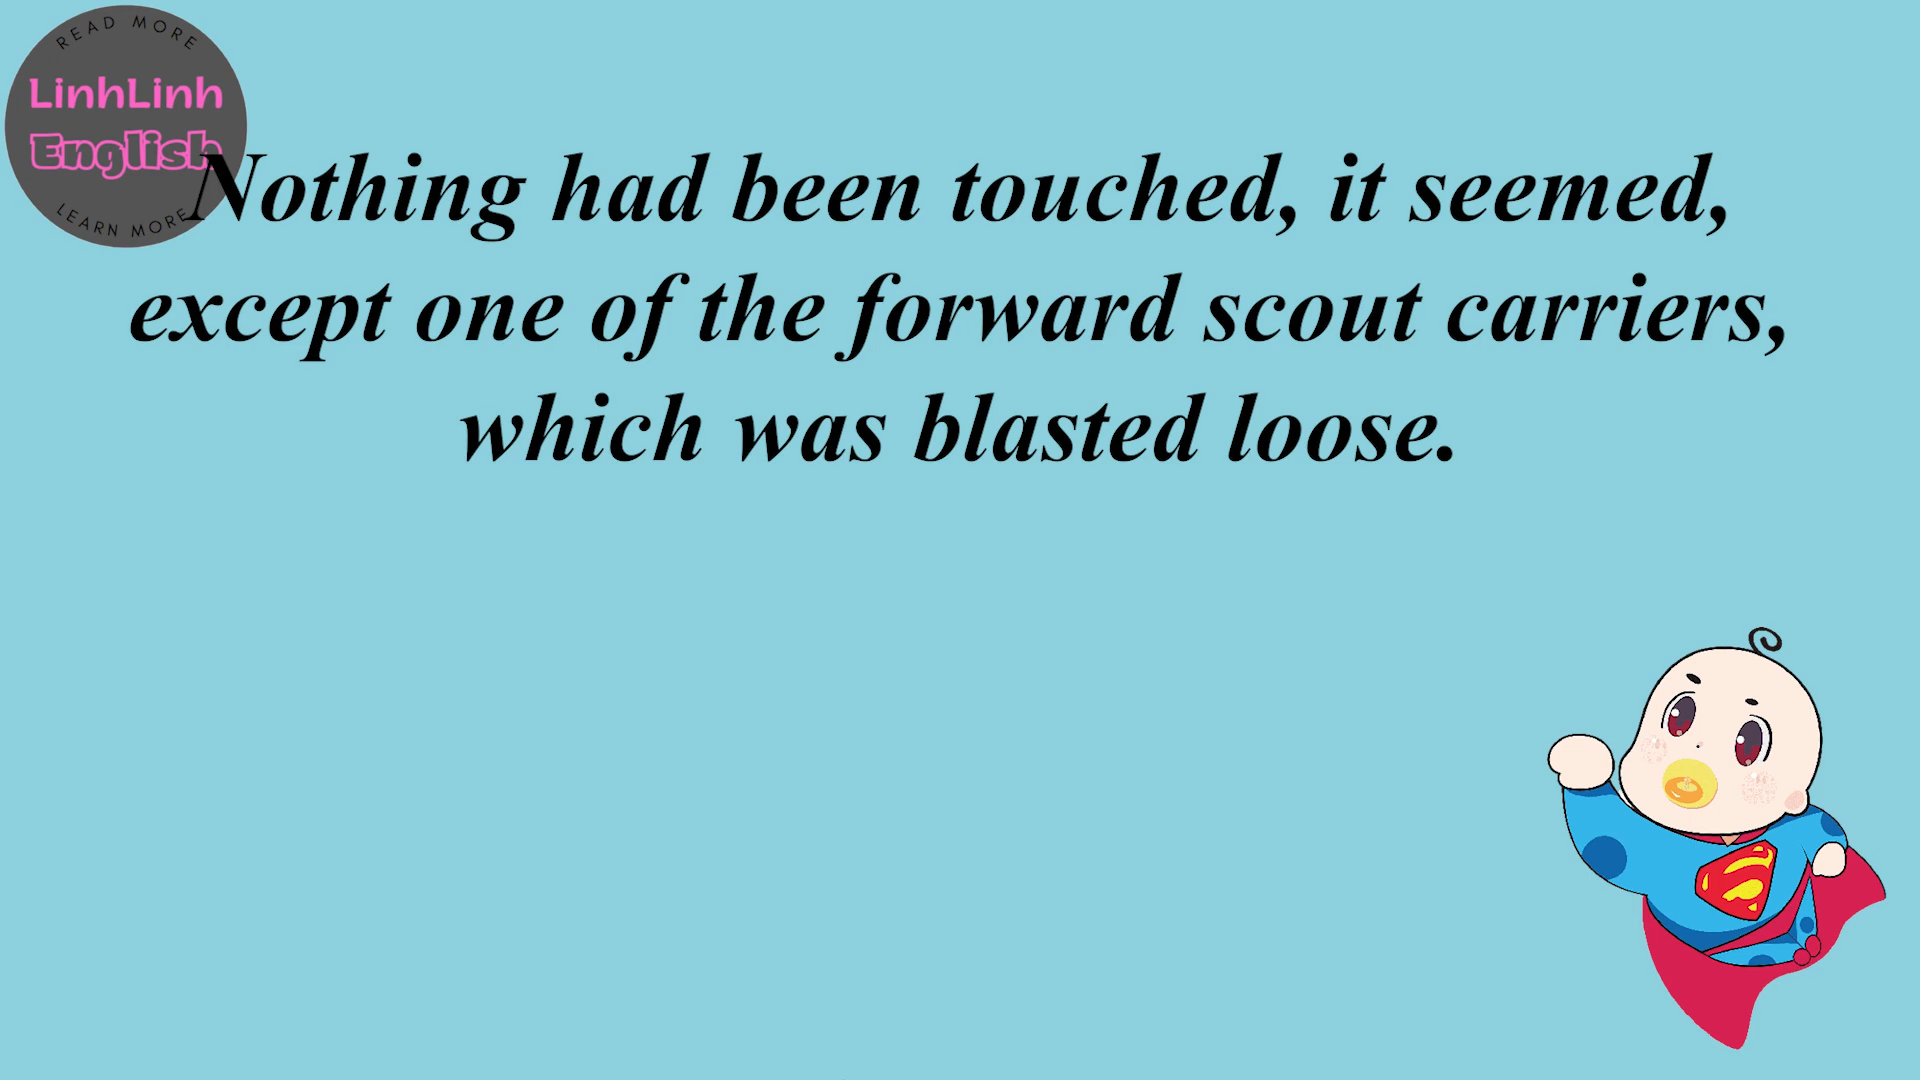 READ MORE
LinhLinh
English
LEARN MORE
Nothing had been touched, it seemed,
except one of the forward scout carriers,
which was blasted loose.